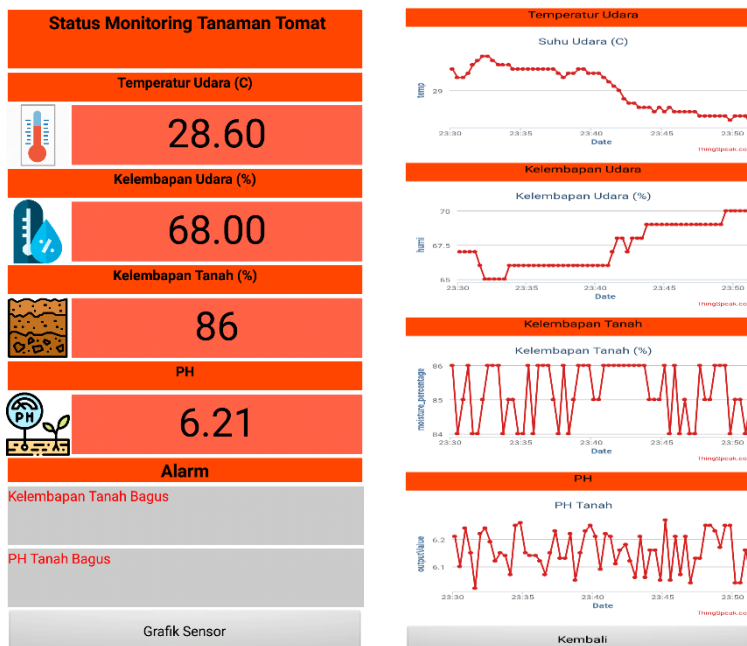 Status Monitoring Tanaman Tomat
Temperatur Udara (C)
28.60
Kelembapan Udara (%)
%
68.00
Kelembapan Tanah (%)
86
PH
PH
6.21
Alarm
Kelembapan Tanah Bagus
PH Tanah Bagus
Grafik Sensor
Temperatur Udara
Suhu Udara (C)
temp
29
23:30 23:35 23:40 23:45 23:50
Date
ThingSpeak.co
Kelembapan Udara
Kelembapan Udara (%)
humi
70
67.5
65
23:30 23:35 23:40 23:45 23:50
Date
ThingSpeak.co
Kelembapan Tanah
Kelembapan Tanah (%)
moisture_percentage
86
85
84
23:30 23:35 23:40 23:45 23:50
Date
ThingSpeak.co
PH
PH Tanah
outputValue
6.2
6.1
23:30 23:35 23:40 23:45 23:50
Date
ThingSpeak.co
Kembali